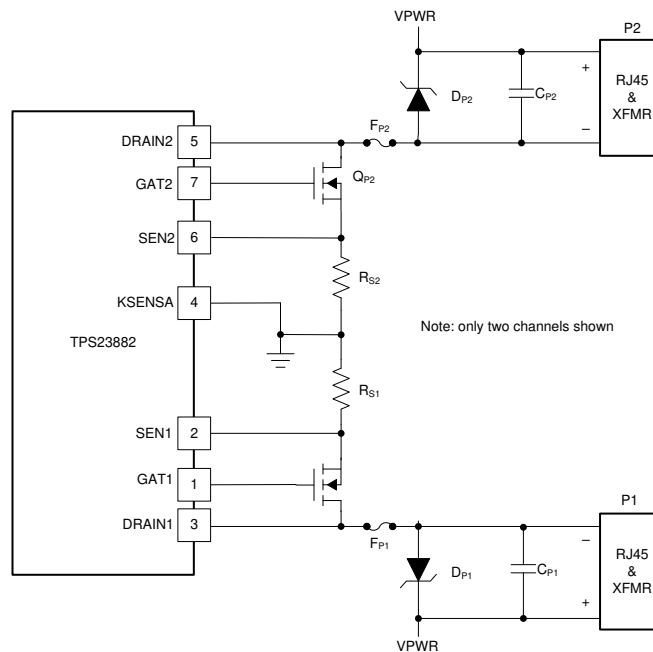 VPWR
P2
+
RJ45
&
XFMR
–
DP2
CP2
FP2
DRAIN2
5
GAT2
7
QP2
SEN2
6
RS2
KSENSA
4
TPS23882
Note: only two channels shown
RS1
SEN1
2
GAT1
1
DRAIN1
3
FP1
P1
–
RJ45
&
XFMR
+
DP1
CP1
VPWR